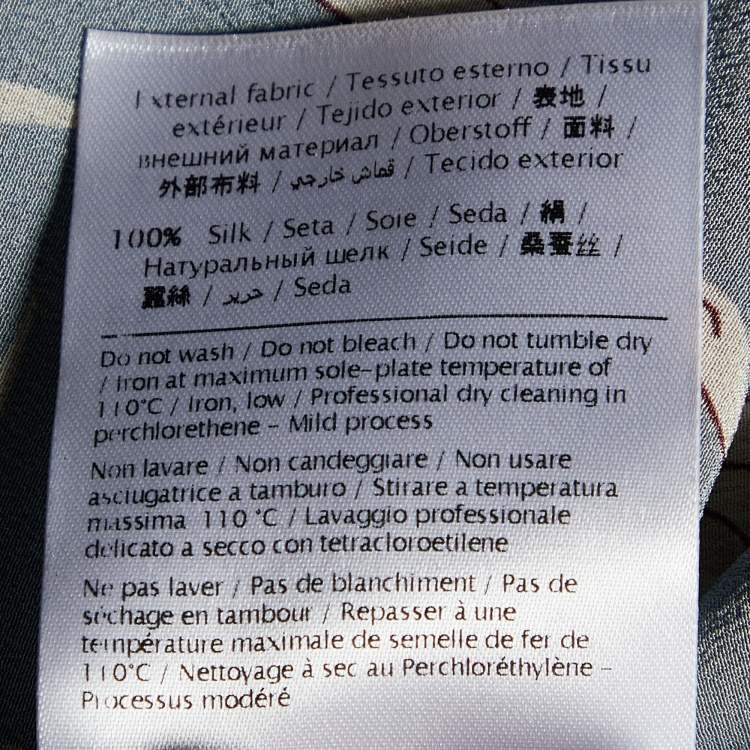 External fabric / Tessuto esterno / Tissu
extérieur / Tejido exterior / 表地 /
внешний материал / Oberstoff / 面料 /
外部布料 / قماش خارجي / Tecido exterior
100% Silk / Seta / Soie / Seda / 絹 /
Натуральный шелк / Seide / 桑蚕丝 /
蠶絲 / حرير / Seda
Do not wash / Do not bleach / Do not tumble dry
/ Iron at maximum sole-plate temperature of
110°C / Iron, low / Professional dry cleaning in
perchlorethene - Mild process
Non lavare / Non candeggiare / Non usare
asciugatrice a tamburo / Stirare a temperatura
massima 110 °C / Lavaggio professionale
delicato a secco con tetracloroetilene
Ne pas laver / Pas de blanchiment / Pas de
séchage en tambour / Repasser à une
température maximale de semelle de fer de
110°C / Nettoyage à sec au Perchloréthylène -
Processus modéré